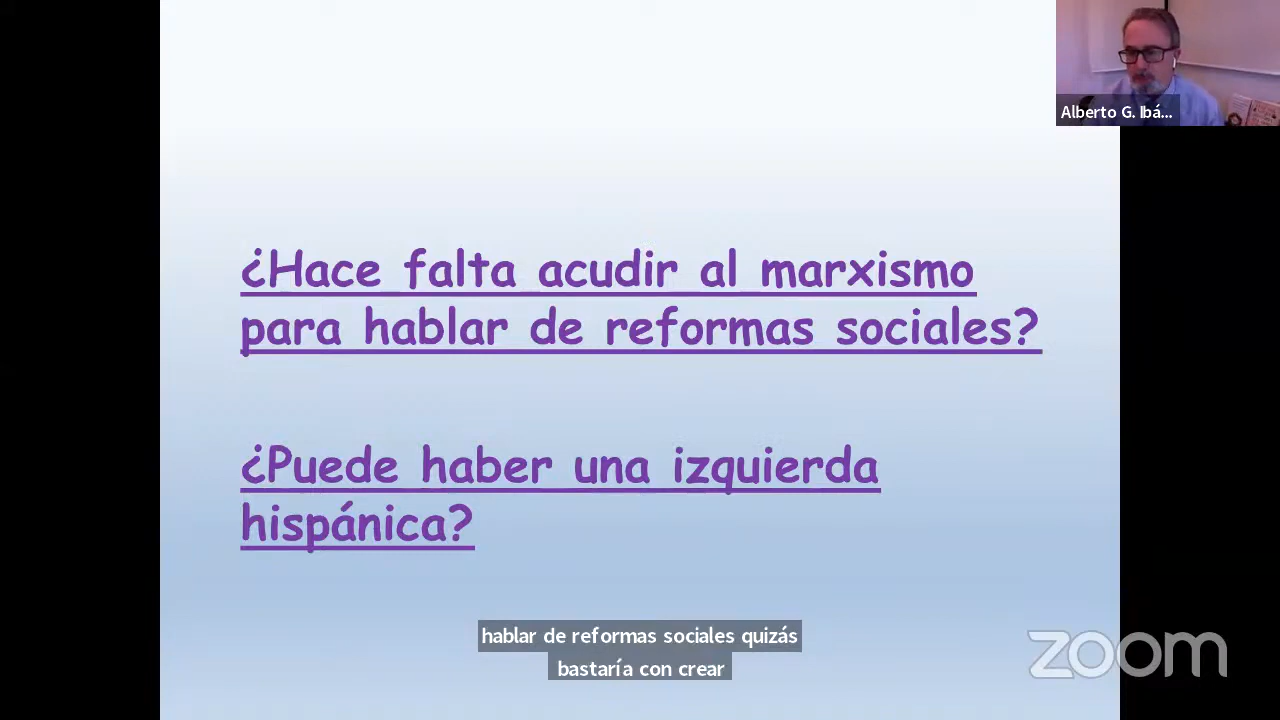 Alberto G. Ibá...
¿Hace falta acudir al marxismo
para hablar de reformas sociales?
¿Puede haber una izquierda
hispánica?
hablar de reformas sociales quizás
bastaría con crear
zoom